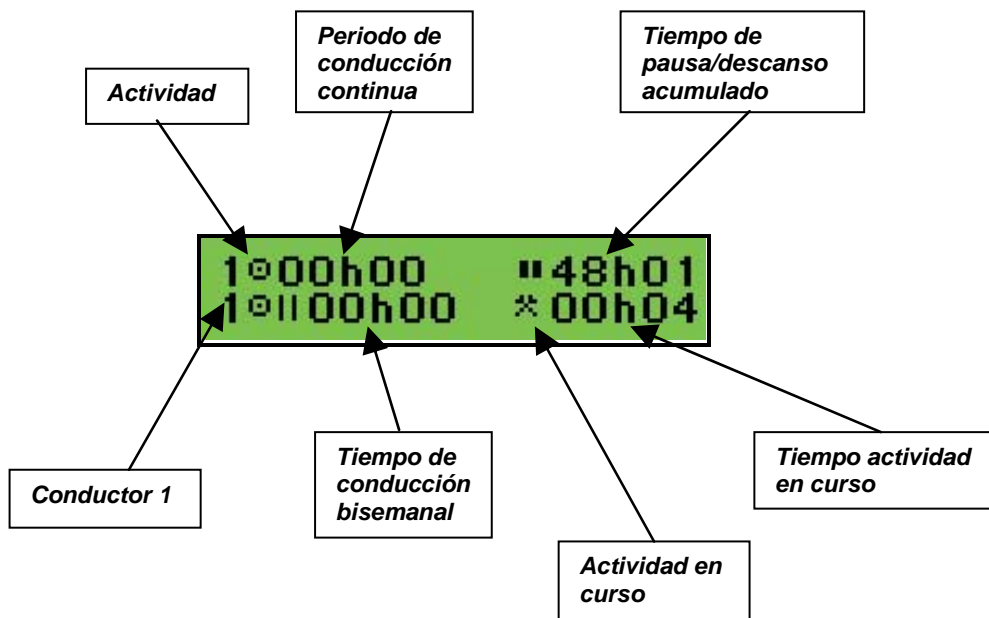 Periodo de
conducción
continua
Tiempo de
pausa/descanso
acumulado
Actividad
1⊙00h00 ▮▮48h01
1⊙||00h00 ⚒00h04
Conductor 1
Tiempo de
conducción
bisemanal
Tiempo actividad
en curso
Actividad en
curso